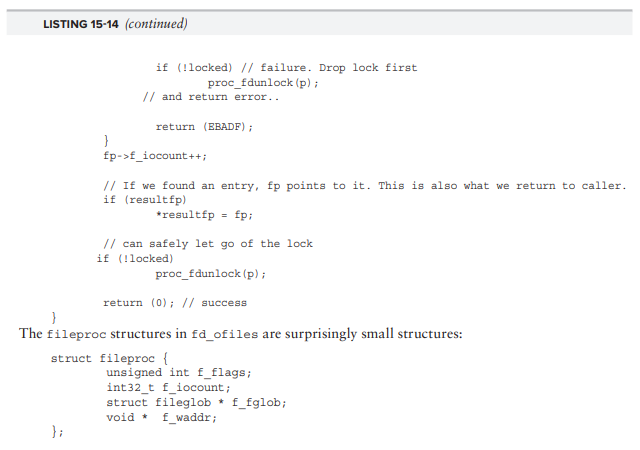 LISTING 15-14 (continued)
if (!locked) // failure. Drop lock first
proc_fdunlock(p);
// and return error..
return (EBADF);
}
fp->f_iocount++;
// If we found an entry, fp points to it. This is also what we return to caller.
if (resultfp)
*resultfp = fp;
// can safely let go of the lock
if (!locked)
proc_fdunlock(p);
return (0); // success
}
The fileproc structures in fd_ofiles are surprisingly small structures:
struct fileproc {
unsigned int f_flags;
int32_t f_iocount;
struct fileglob * f_fglob;
void * f_waddr;
};